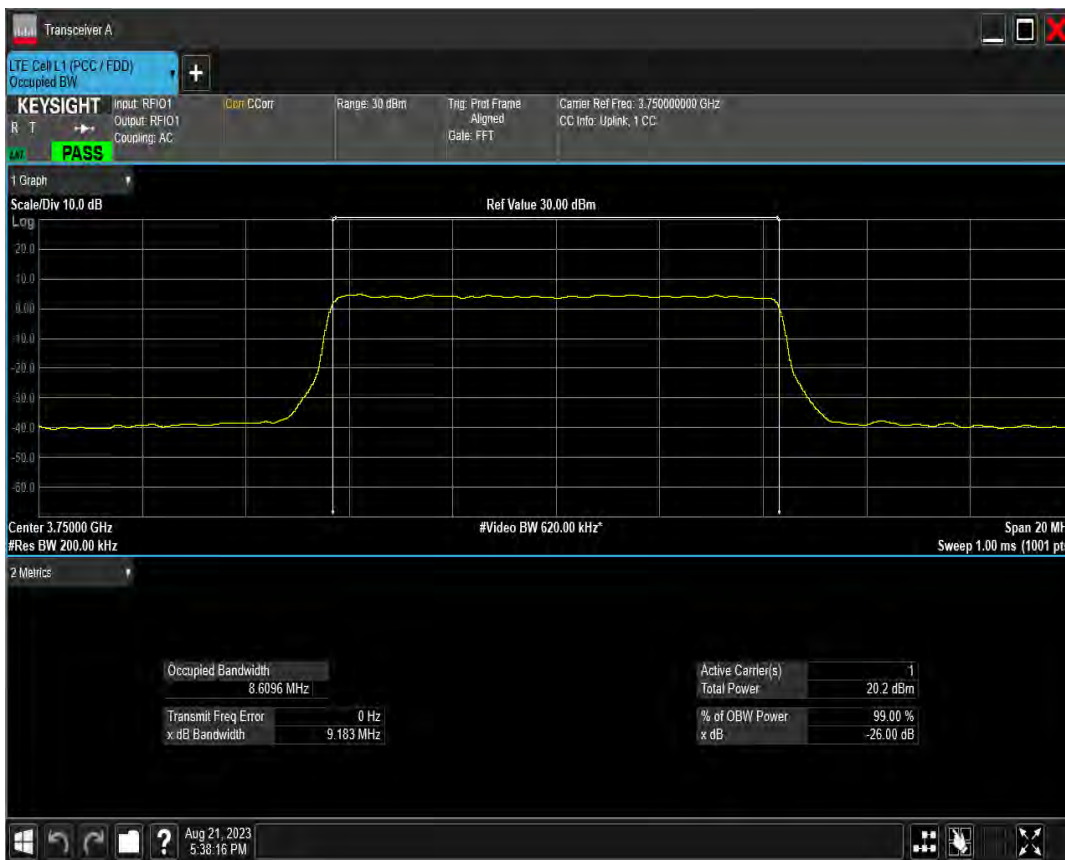 Transceiver A
LTE Cell L1 (PCC / FDD)
Occupied BW
KEYSIGHT
R T
PASS
Input: RFIO1
Output: RFIO1
Coupling: AC
Corr CCorr
Range: 30 dBm
Trig: Prot Frame
Aligned
Gate: FFT
Carrier Ref Freq: 3.750000000 GHz
CC Info: Uplink, 1 CC
1 Graph
Scale/Div 10.0 dB
Ref Value 30.00 dBm
Log
20.0
10.0
0.00
-10.0
-20.0
-30.0
-40.0
-50.0
-60.0
Center 3.75000 GHz
#Video BW 620.00 kHz*
Span 20 MH
#Res BW 200.00 kHz
Sweep 1.00 ms (1001 pts
2 Metrics
Occupied Bandwidth
8.6096 MHz
Transmit Freq Error 0 Hz
x dB Bandwidth 9.183 MHz
Active Carrier(s) 1
Total Power 20.2 dBm
% of OBW Power 99.00 %
x dB -26.00 dB
?
Aug 21, 2023
5:38:16 PM